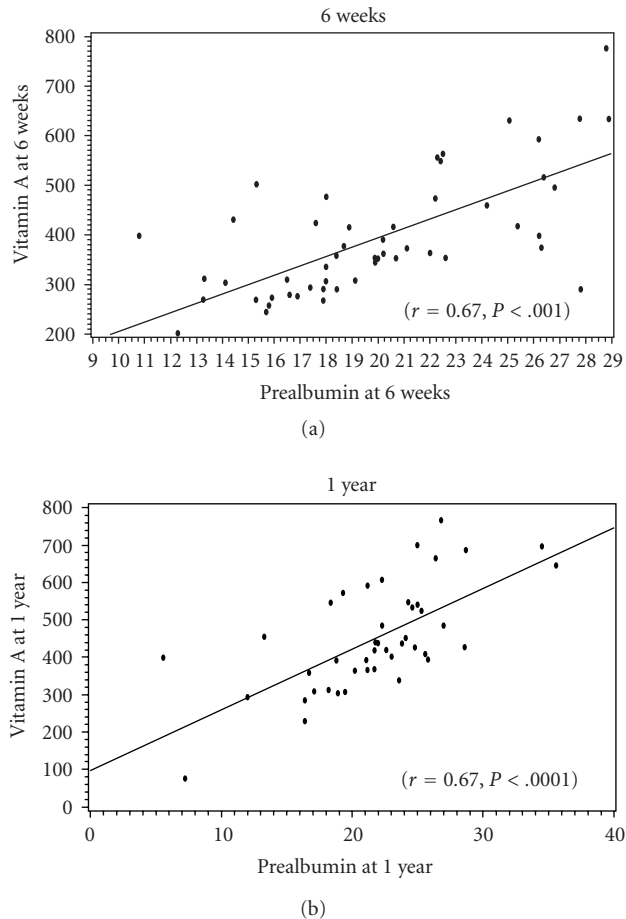 6 weeks
800
700
600
500
400
300
200
Vitamin A at 6 weeks
(r = 0.67, P < .001)
9 10 11 12 13 14 15 16 17 18 19 20 21 22 23 24 25 26 27 28 29
Prealbumin at 6 weeks
(a)
1 year
800
700
600
500
400
300
200
100
0
Vitamin A at 1 year
(r = 0.67, P < .0001)
0 10 20 30 40
Prealbumin at 1 year
(b)